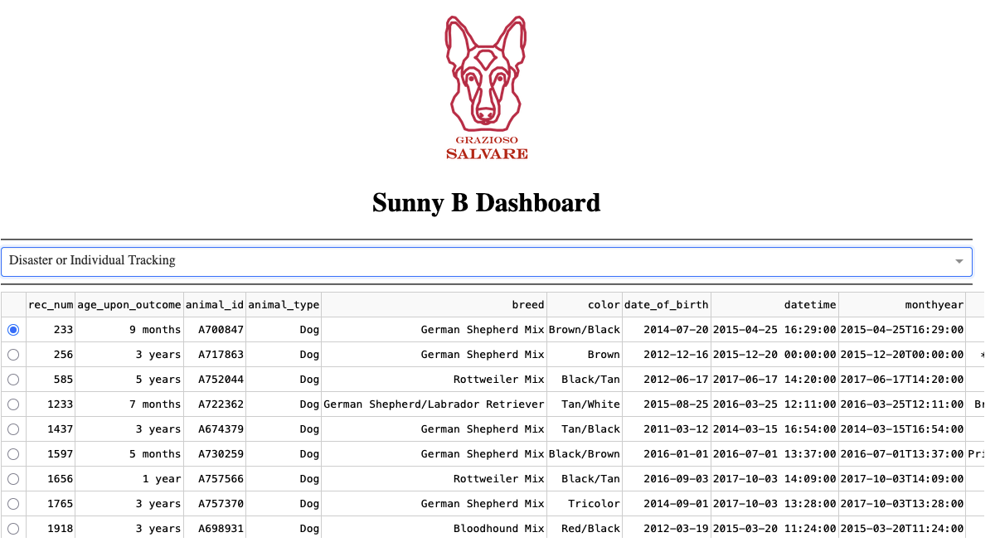 GRAZIOSO
SALVARE
Sunny B Dashboard
Disaster or Individual Tracking
rec_num age_upon_outcome animal_id animal_type breed color date_of_birth datetime monthyear
233 9 months A700847 Dog German Shepherd Mix Brown/Black 2014-07-20 2015-04-25 16:29:00 2015-04-25T16:29:00
256 3 years A717863 Dog German Shepherd Mix Brown 2012-12-16 2015-12-20 00:00:00 2015-12-20T00:00:00 *
585 5 years A752044 Dog Rottweiler Mix Black/Tan 2012-06-17 2017-06-17 14:20:00 2017-06-17T14:20:00
1233 7 months A722362 Dog German Shepherd/Labrador Retriever Tan/White 2015-08-25 2016-03-25 12:11:00 2016-03-25T12:11:00 Br
1437 3 years A674379 Dog German Shepherd Mix Tan/Black 2011-03-12 2014-03-15 16:54:00 2014-03-15T16:54:00
1597 5 months A730259 Dog German Shepherd Mix Black/Brown 2016-01-01 2016-07-01 13:37:00 2016-07-01T13:37:00 Pri
1656 1 year A757566 Dog Rottweiler Mix Black/Tan 2016-09-03 2017-10-03 14:09:00 2017-10-03T14:09:00
1765 3 years A757370 Dog German Shepherd Mix Tricolor 2014-09-01 2017-10-03 13:28:00 2017-10-03T13:28:00
1918 3 years A698931 Dog Bloodhound Mix Red/Black 2012-03-19 2015-03-20 11:24:00 2015-03-20T11:24:00